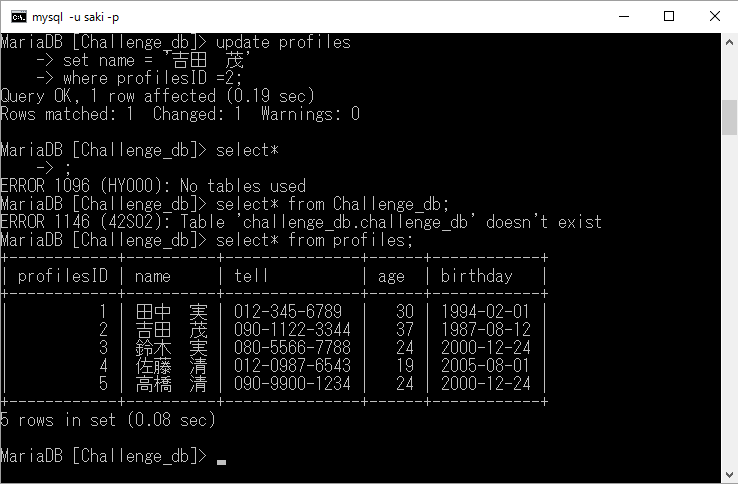 mysql -u saki -p
MariaDB [Challenge_db]> update profiles
    -> set name = '吉田　茂'
    -> where profilesID =2;
Query OK, 1 row affected (0.19 sec)
Rows matched: 1  Changed: 1  Warnings: 0
MariaDB [Challenge_db]> select*
    -> ;
ERROR 1096 (HY000): No tables used
MariaDB [Challenge_db]> select* from Challenge_db;
ERROR 1146 (42S02): Table 'challenge_db.challenge_db' doesn't exist
MariaDB [Challenge_db]> select* from profiles;
+------------+----------+---------------+------+------------+
| profilesID | name     | tell          | age  | birthday   |
+------------+----------+---------------+------+------------+
|          1 | 田中　実 | 012-345-6789  |   30 | 1994-02-01 |
|          2 | 吉田　茂 | 090-1122-3344 |   37 | 1987-08-12 |
|          3 | 鈴木　実 | 080-5566-7788 |   24 | 2000-12-24 |
|          4 | 佐藤　清 | 012-0987-6543 |   19 | 2005-08-01 |
|          5 | 高橋　清 | 090-9900-1234 |   24 | 2000-12-24 |
+------------+----------+---------------+------+------------+
5 rows in set (0.08 sec)
MariaDB [Challenge_db]>